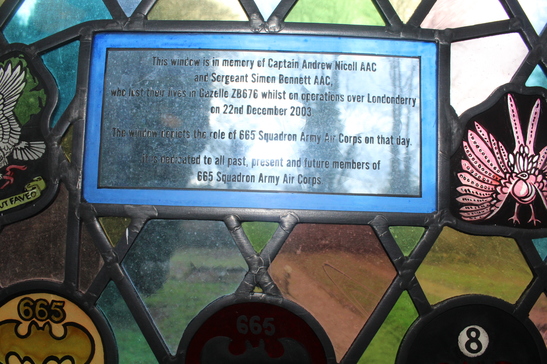 This window is in memory of Captain Andrew Nicoll AAC
and Sergeant Simon Bennett AAC,
who lost their lives in Gazelle ZB676 whilst on operations over Londonderry
on 22nd December 2003
The window depicts the role of 665 Squadron Army Air Corps on that day.
It is dedicated to all past, present and future members of
665 Squadron Army Air Corps
665
665
8